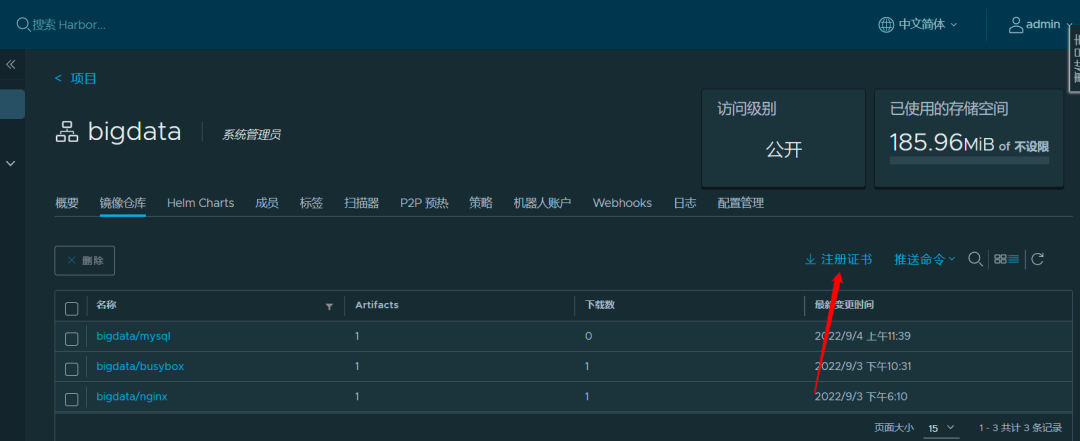 搜索 Harbor...
中文简体
admin
< 项目
bigdata
系统管理员
访问级别
公开
已使用的存储空间
185.96MiB of 不设限
概要 镜像仓库 Helm Charts 成员 标签 扫描器 P2P 预热 策略 机器人账户 Webhooks 日志 配置管理
删除
注册证书 推送命令
名称 Artifacts 下载数 最新变更时间
bigdata/mysql 1 0 2022/9/4 上午11:39
bigdata/busybox 1 1 2022/9/3 下午10:31
bigdata/nginx 1 1 2022/9/3 下午6:10
页面大小 15 1 - 3 共计 3 条记录